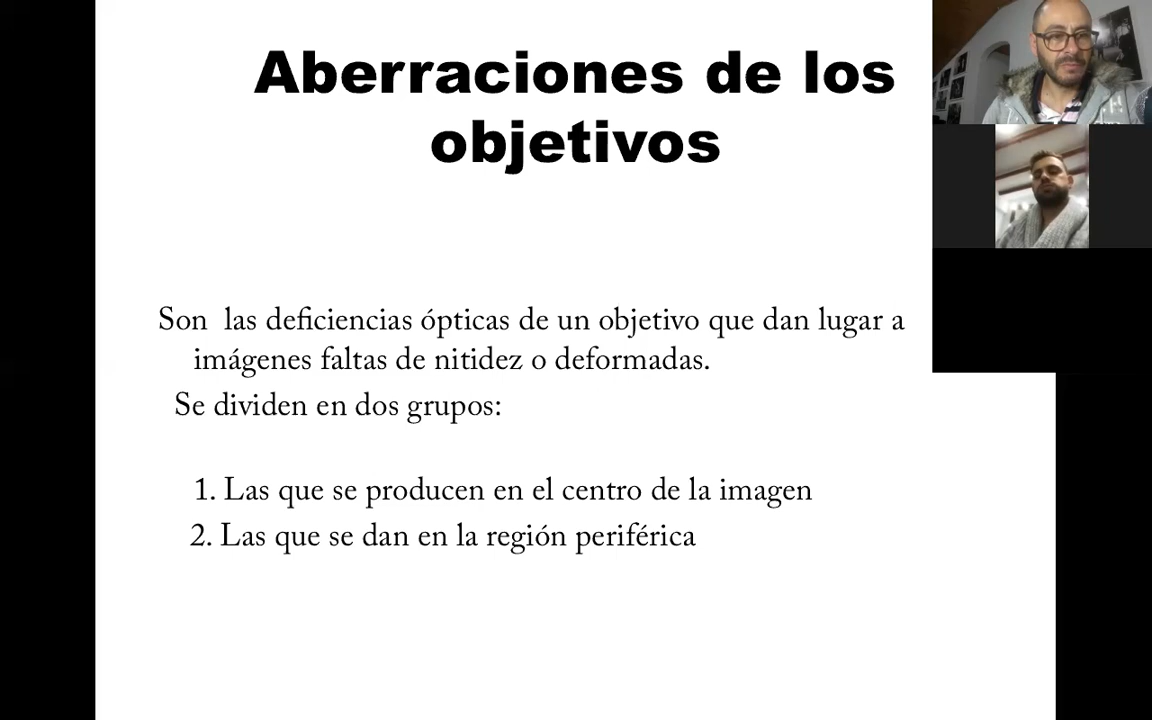 Aberraciones de los
objetivos
Son las deficiencias ópticas de un objetivo que dan lugar a
imágenes faltas de nitidez o deformadas.
Se dividen en dos grupos:
1. Las que se producen en el centro de la imagen
2. Las que se dan en la región periférica